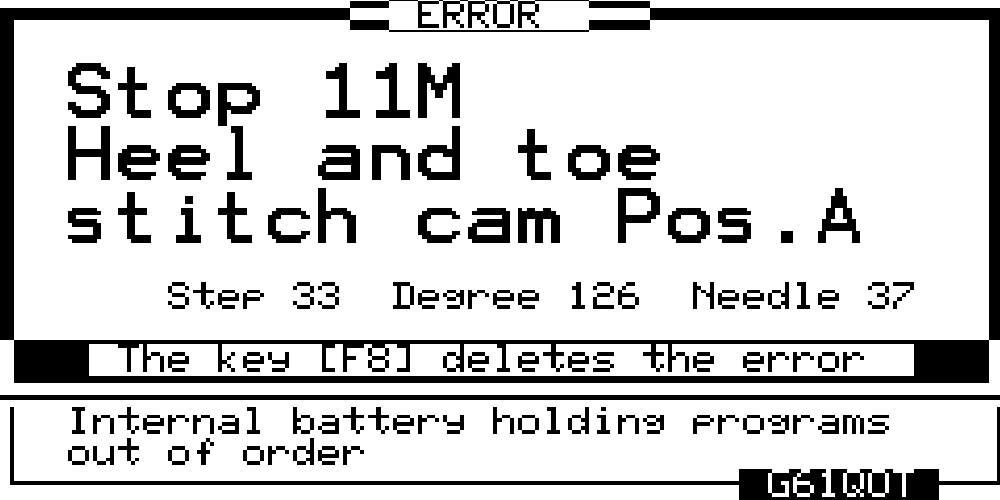 ERROR
Stop 11M
Heel and toe
stitch cam Pos.A
Step 33 Degree 126 Needle 37
The key [F8] deletes the error
Internal battery holding programs
out of order